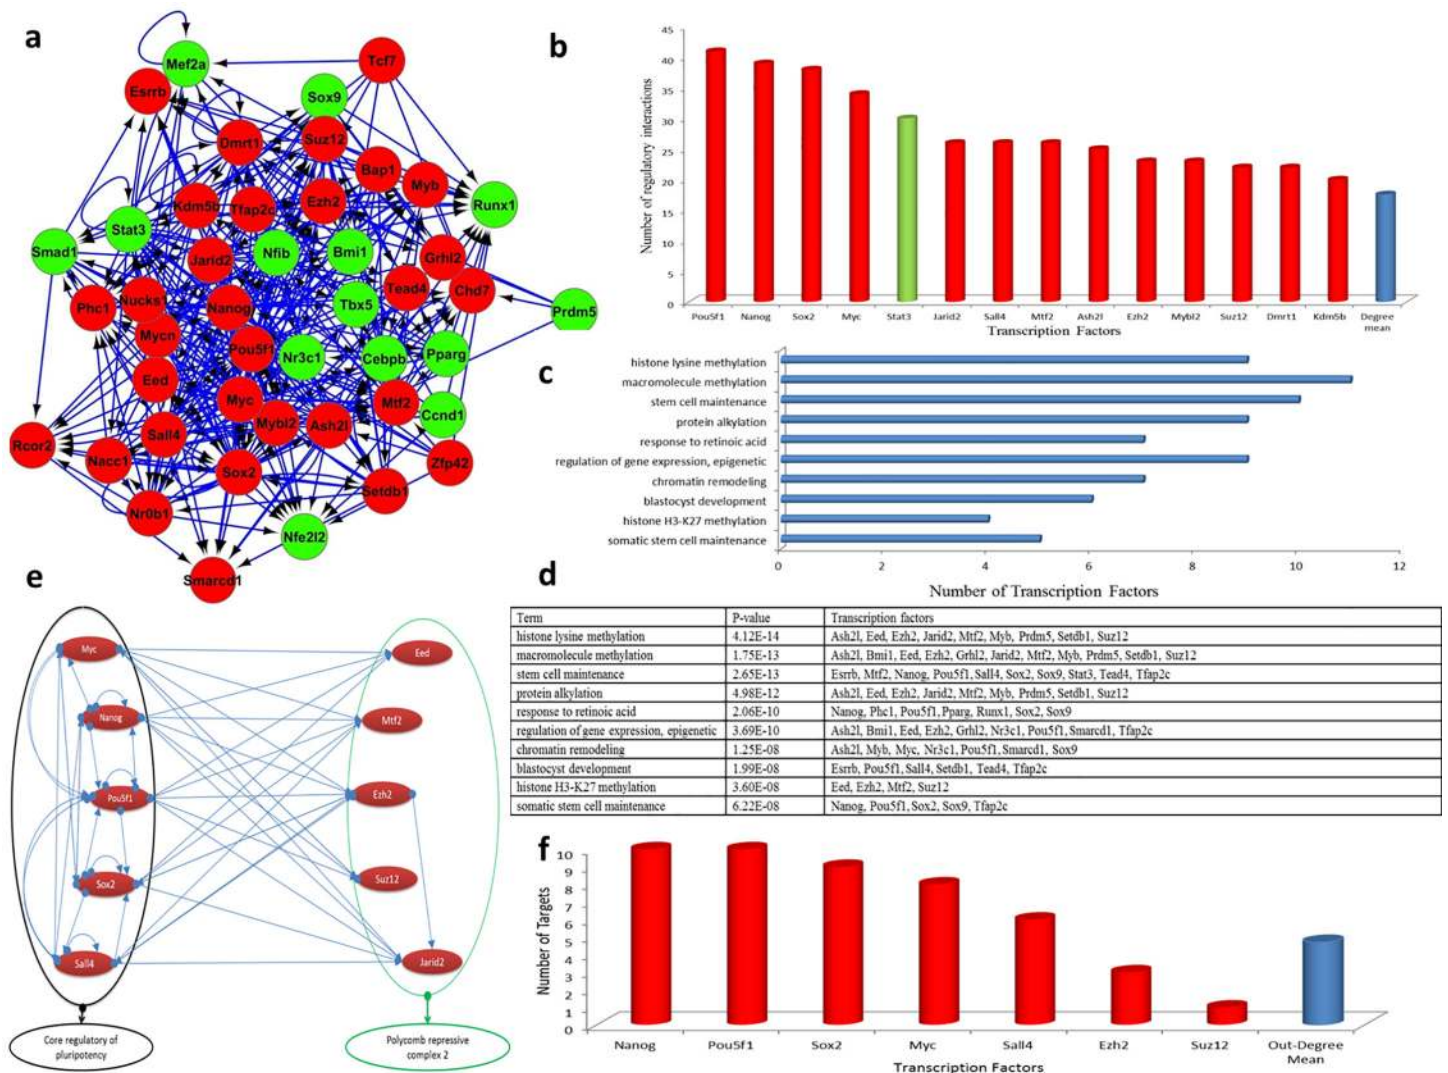 a
Mef2a
Tcf7
Esrrb
Sox9
Dmrt1
Suz12
Bap1
Myb
Kdm5b
Tfap2c
Ezh2
Runx1
Stat3
Smad1
Jarid2
Nfib
Bmi1
Grhl2
Phc1
Nucks1
Nanog
Tbx5
Tead4
Chd7
Prdm5
Mycn
Pou5f1
Nr3c1
Cebpb
Pparg
Eed
Myc
Mtf2
Ccnd1
Sall4
Mybl2
Ash2l
Rcor2
Nacc1
Sox2
Zfp42
Setdb1
Nr0b1
Nfe2l2
Smarcd1
b
Number of regulatory interactions
45
40
35
30
25
20
15
10
5
0
Pou5f1 Nanog Sox2 Myc Stat3 Jarid2 Sall4 Mtf2 Ash2l Ezh2 Mybl2 Suz12 Dmrt1 Kdm5b Degree
mean
Transcription Factors
c
histone lysine methylation
macromolecule methylation
stem cell maintenance
protein alkylation
response to retinoic acid
regulation of gene expression, epigenetic
chromatin remodeling
blastocyst development
histone H3-K27 methylation
somatic stem cell maintenance
0 2 4 6 8 10 12
Number of Transcription Factors
d
Term P-value Transcription factors
histone lysine methylation 4.12E-14 Ash2l, Eed, Ezh2, Jarid2, Mtf2, Myb, Prdm5, Setdb1, Suz12
macromolecule methylation 1.75E-13 Ash2l, Bmi1, Eed, Ezh2, Grhl2, Jarid2, Mtf2, Myb, Prdm5, Setdb1, Suz12
stem cell maintenance 2.65E-13 Esrrb, Mtf2, Nanog, Pou5f1, Sall4, Sox2, Sox9, Stat3, Tead4, Tfap2c
protein alkylation 4.98E-12 Ash2l, Eed, Ezh2, Jarid2, Mtf2, Myb, Prdm5, Setdb1, Suz12
response to retinoic acid 2.06E-10 Nanog, Phc1, Pou5f1, Pparg, Runx1, Sox2, Sox9
regulation of gene expression, epigenetic 3.69E-10 Ash2l, Bmi1, Eed, Ezh2, Grhl2, Nr3c1, Pou5f1, Smarcd1, Tfap2c
chromatin remodeling 1.25E-08 Ash2l, Myb, Myc, Nr3c1, Pou5f1, Smarcd1, Sox9
blastocyst development 1.99E-08 Esrrb, Pou5f1, Sall4, Setdb1, Tead4, Tfap2c
histone H3-K27 methylation 3.60E-08 Eed, Ezh2, Mtf2, Suz12
somatic stem cell maintenance 6.22E-08 Nanog, Pou5f1, Sox2, Sox9, Tfap2c
e
Myc
Nanog
Pou5f1
Sox2
Sall4
Eed
Mtf2
Ezh2
Suz12
Jarid2
Core regulatory of
pluripotency
Polycomb repressive
complex 2
f
Number of Targets
10
9
8
7
6
5
4
3
2
1
0
Nanog Pou5f1 Sox2 Myc Sall4 Ezh2 Suz12 Out-Degree
Mean
Transcription Factors